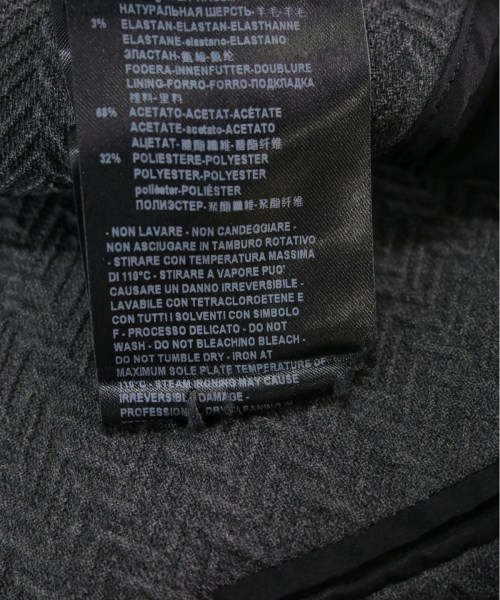 НАТУРАЛЬНАЯ ШЕРСТЬ-羊毛-羊毛
3% ELASTAN-ELASTAN-ELASTHANNE
ELASTANE-elastano-ELASTANO
ЭЛАСТАН-氨綸-氨纶
FODERA-INNENFUTTER-DOUBLURE
LINING-FORRO-FORRO-ПОДКЛАДКА
裡料-里料
68% ACETATO-ACETAT-ACÉTATE
ACETATE-acetato-ACETATO
АЦЕТАТ-醋酯纖維-醋酯纤维
32% POLIESTERE-POLYESTER
POLYESTER-POLYESTER
poliéster-POLIÉSTER
ПОЛИЭСТЕР-聚酯纖維-聚酯纤维
- NON LAVARE - NON CANDEGGIARE -
NON ASCIUGARE IN TAMBURO ROTATIVO
- STIRARE CON TEMPERATURA MASSIMA
DI 110°C - STIRARE A VAPORE PUO'
CAUSARE UN DANNO IRREVERSIBILE -
LAVABILE CON TETRACLOROETENE E
CON TUTTI I SOLVENTI CON SIMBOLO
F - PROCESSO DELICATO - DO NOT
WASH - DO NOT BLEACHINO BLEACH -
DO NOT TUMBLE DRY - IRON AT
MAXIMUM SOLE PLATE TEMPERATURE OF
110°C - STEAM IRONING MAY CAUSE
IRREVERSIBLE DAMAGE -
PROFESSIONAL DRYCLEANING IN